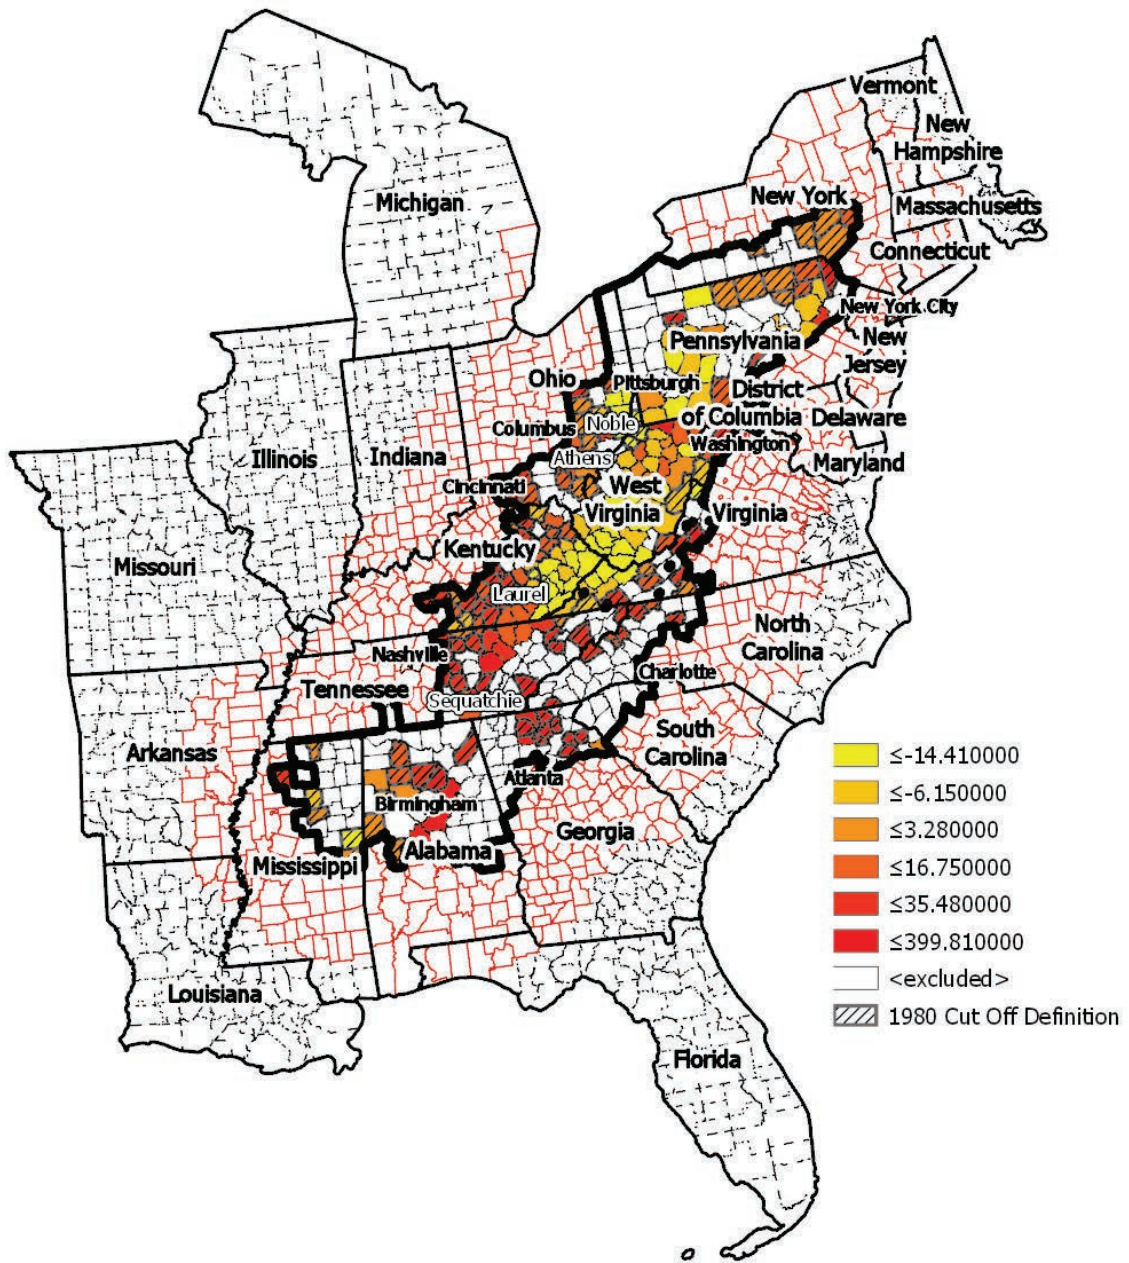 Vermont
New
Hampshire
Michigan
New York
Massachusetts
Connecticut
New York City
Pennsylvania
New
Jersey
Ohio
Pittsburgh
District
of Columbia
Delaware
Columbus
Noble
Washington
Illinois
Indiana
Athens
Maryland
Cincinnati
West
Virginia
Virginia
Kentucky
Missouri
Laurel
North
Carolina
Nashville
Charlotte
Tennessee
Sequatchie
South
Carolina
Arkansas
Atlanta
Birmingham
Georgia
Alabama
Mississippi
Louisiana
Florida
≤-14.410000
≤-6.150000
≤3.280000
≤16.750000
≤35.480000
≤399.810000
<excluded>
1980 Cut Off Definition